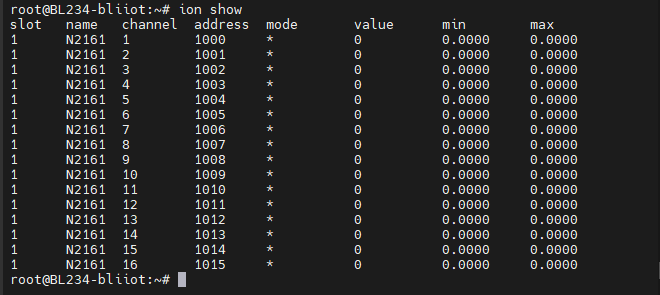 root@BL234-bliiot:~# ion show
slot name channel address mode value min max
1 N2161 1 1000 * 0 0.0000 0.0000
1 N2161 2 1001 * 0 0.0000 0.0000
1 N2161 3 1002 * 0 0.0000 0.0000
1 N2161 4 1003 * 0 0.0000 0.0000
1 N2161 5 1004 * 0 0.0000 0.0000
1 N2161 6 1005 * 0 0.0000 0.0000
1 N2161 7 1006 * 0 0.0000 0.0000
1 N2161 8 1007 * 0 0.0000 0.0000
1 N2161 9 1008 * 0 0.0000 0.0000
1 N2161 10 1009 * 0 0.0000 0.0000
1 N2161 11 1010 * 0 0.0000 0.0000
1 N2161 12 1011 * 0 0.0000 0.0000
1 N2161 13 1012 * 0 0.0000 0.0000
1 N2161 14 1013 * 0 0.0000 0.0000
1 N2161 15 1014 * 0 0.0000 0.0000
1 N2161 16 1015 * 0 0.0000 0.0000
root@BL234-bliiot:~#